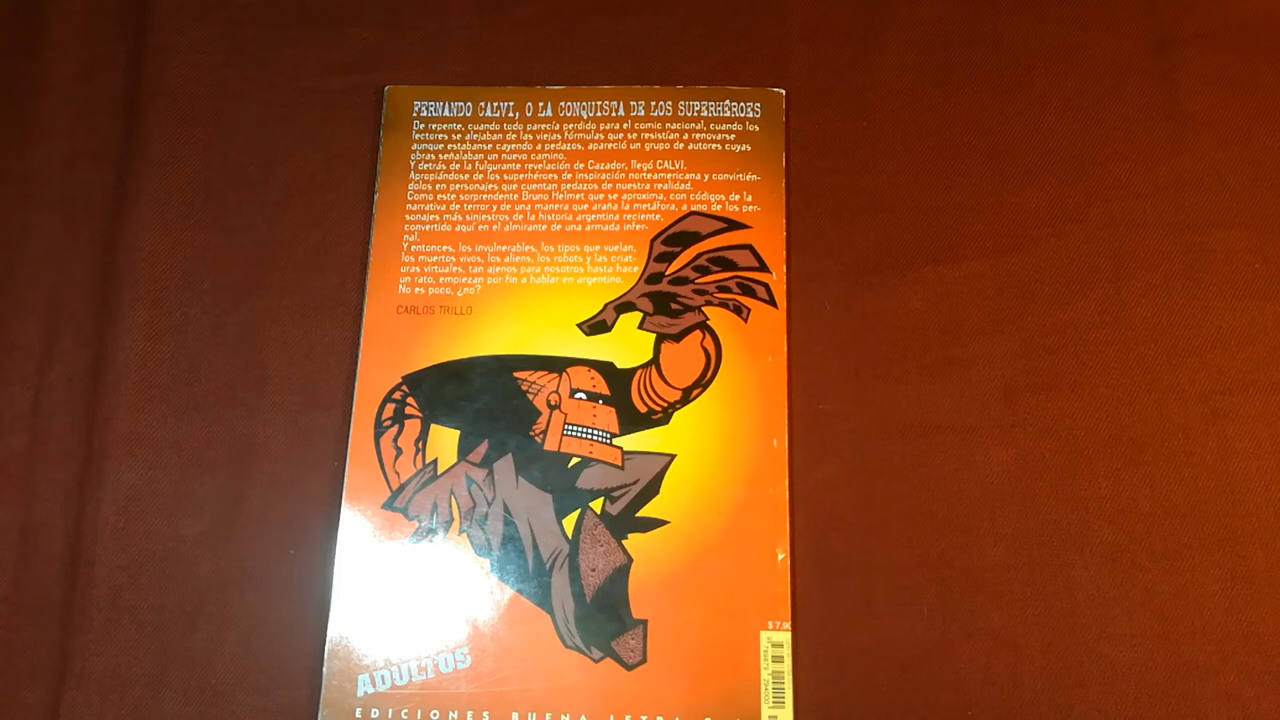 FERNANDO CALVI, O LA CONQUISTA DE LOS SUPERHÉROES
De repente, cuando todo parecía perdido para el comic nacional, cuando los
lectores se alejaban de las viejas fórmulas que se resistían a renovarse
aunque estabanse cayendo a pedazos, apareció un grupo de autores cuyas
obras señalaban un nuevo camino.
Y detrás de la fulgurante revelación de Cazador, llegó CALVI.
Apropiándose de los superhéroes de inspiración norteamericana y convirtién-
dolos en personajes que cuentan pedazos de nuestra realidad.
Como este sorprendente Bruno Helmet que se aproxima, con códigos de la
narrativa de terror y de una manera que araña la metáfora, a uno de los per-
sonajes más siniestros de la historia argentina reciente,
convertido aquí en el almirante de una armada infer-
nal.
Y entonces, los invulnerables, los tipos que vuelan,
los muertos vivos, los aliens, los robots y las criat-
uras virtuales, tan ajenos para nosotros hasta hace
un rato, empiezan por fin a hablar en argentino.
No es poco, ¿no?
CARLOS TRILLO
$ 7,90
ADULTOS
EDICIONES BUENA LETRA